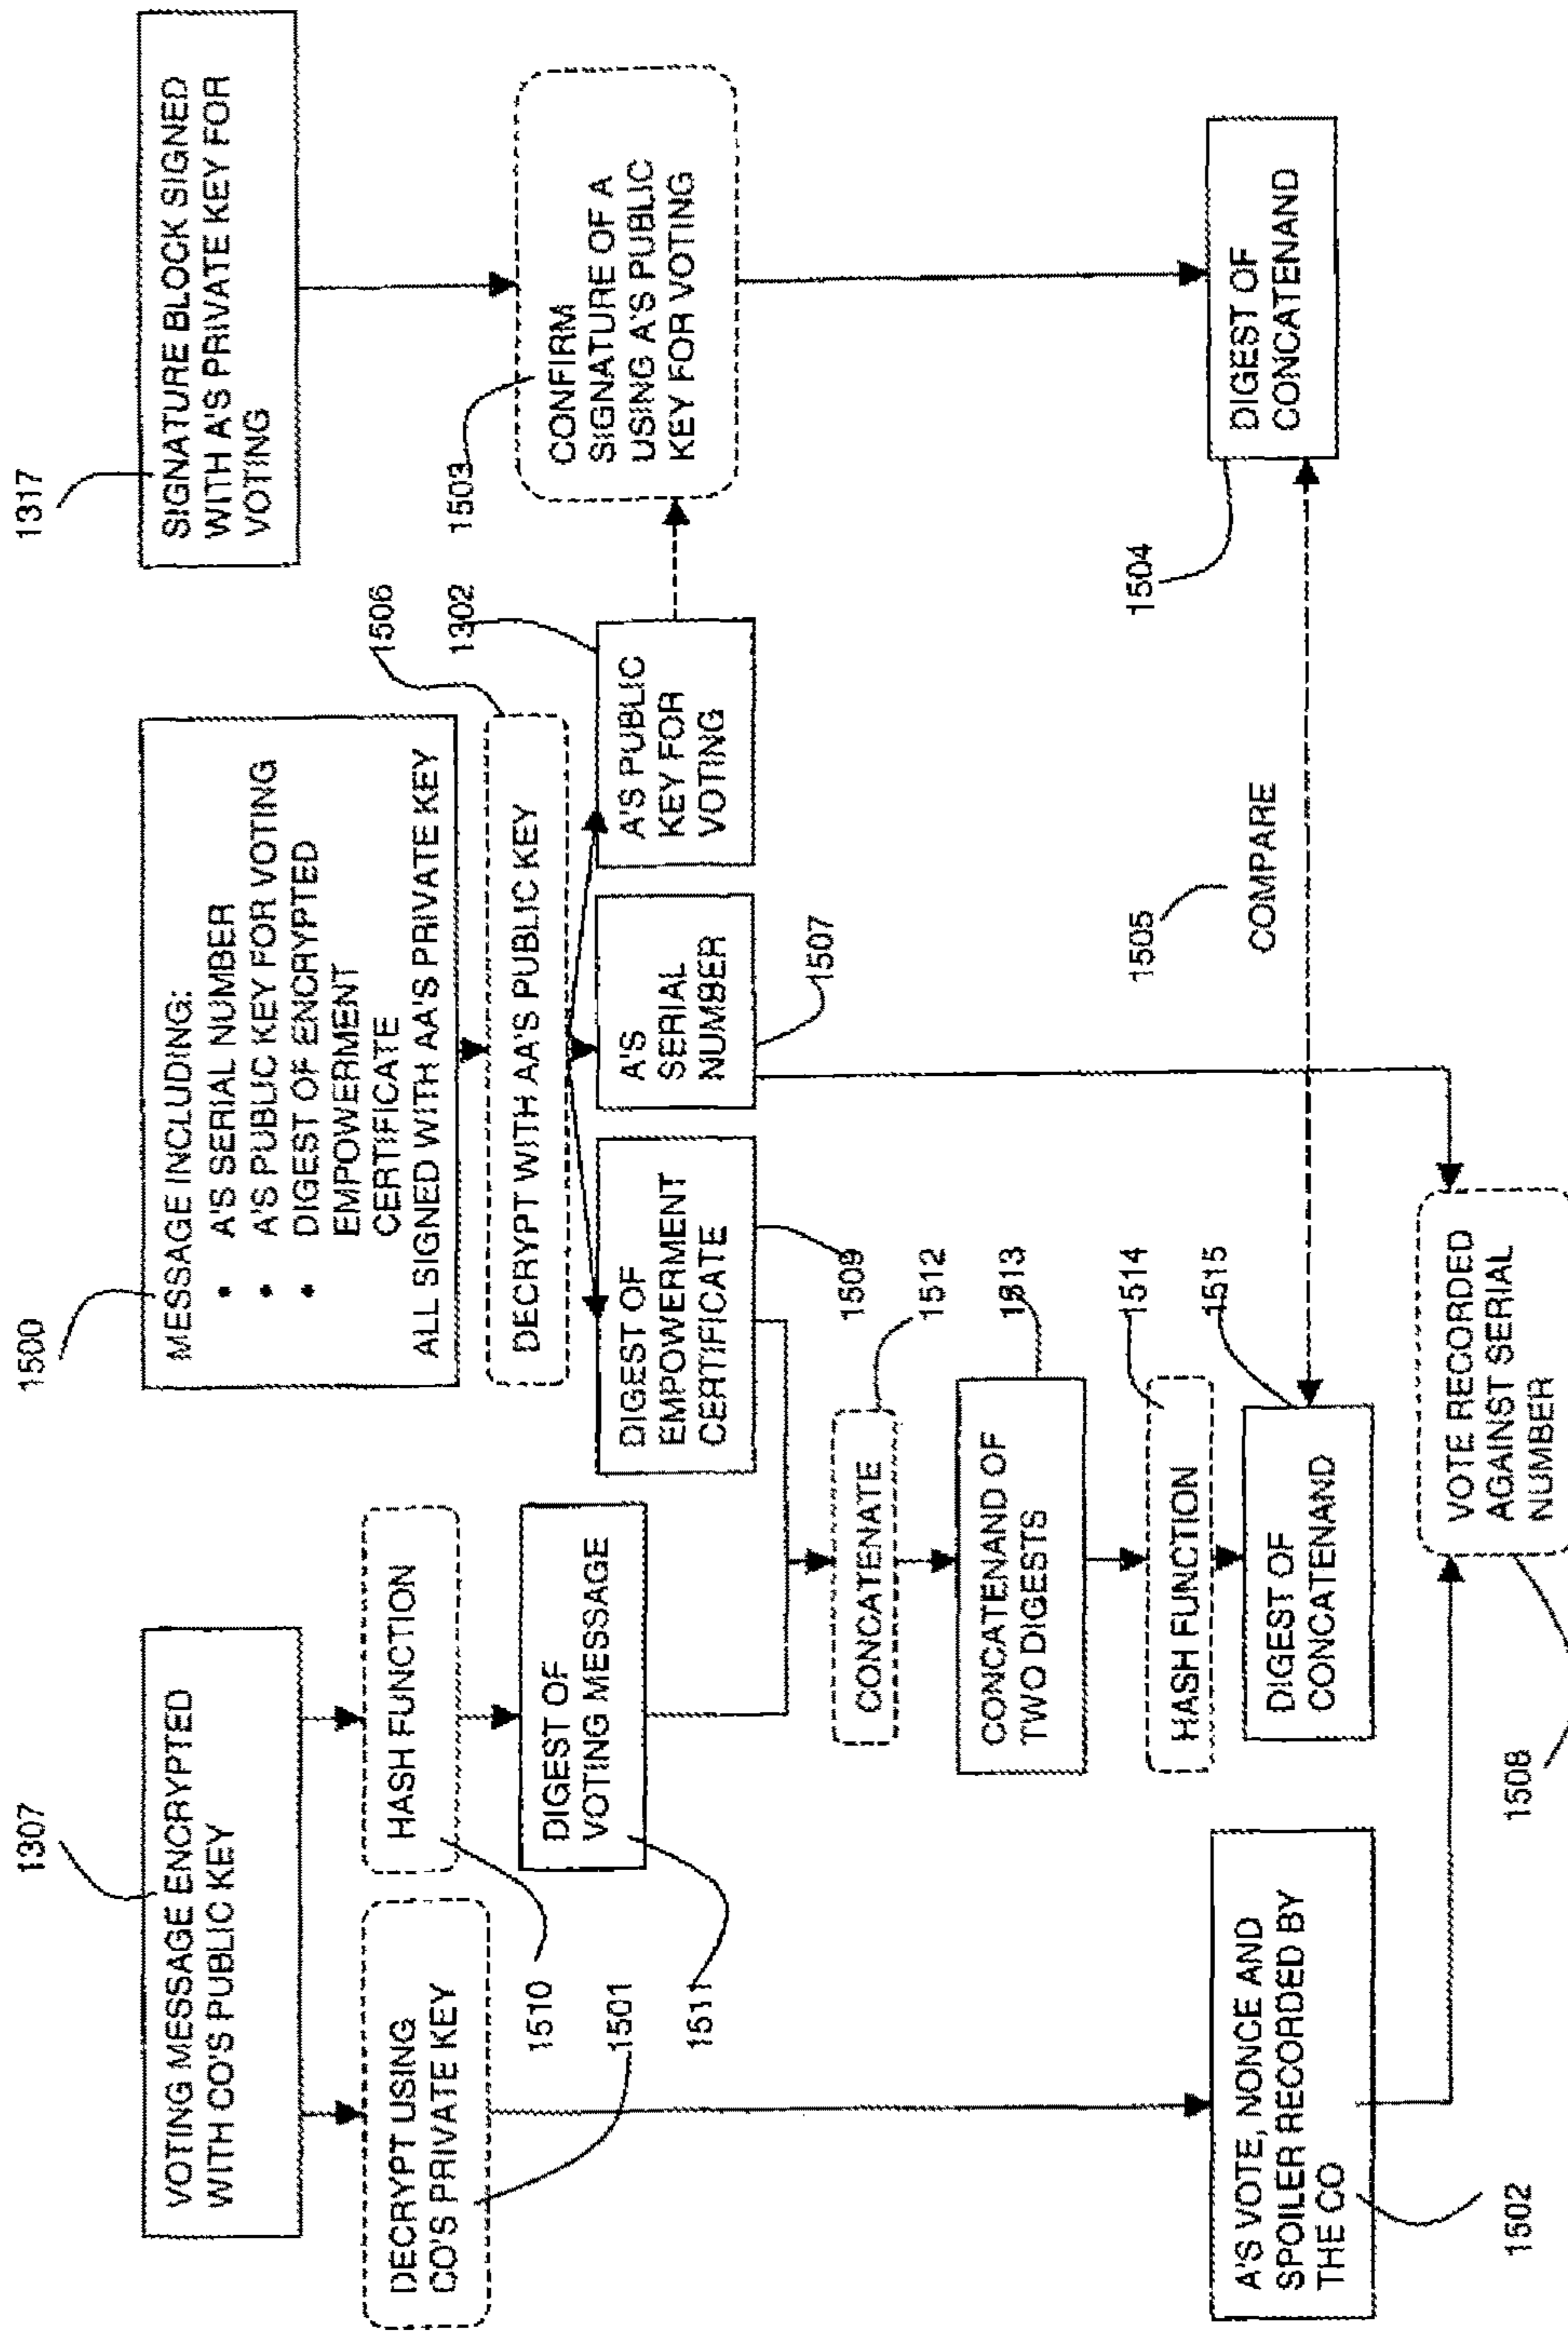 1307
VOTING MESSAGE ENCRYPTED
WITH CO'S PUBLIC KEY
1500
MESSAGE INCLUDING:
• A'S SERIAL NUMBER
• A'S PUBLIC KEY FOR VOTING
• DIGEST OF ENCRYPTED
EMPOWERMENT
CERTIFICATE
ALL SIGNED WITH AA'S PRIVATE KEY
1317
SIGNATURE BLOCK SIGNED
WITH A'S PRIVATE KEY FOR
VOTING
DECRYPT USING
CO'S PRIVATE KEY
HASH FUNCTION
DECRYPT WITH AA'S PUBLIC KEY
1506
1510
1501
DIGEST OF
VOTING MESSAGE
1511
DIGEST OF
EMPOWERMENT
CERTIFICATE
1509
A'S
SERIAL
NUMBER
1507
A'S PUBLIC
KEY FOR
VOTING
1302
1503
CONFIRM
SIGNATURE OF A
USING A'S PUBLIC
KEY FOR VOTING
CONCATENATE
1512
CONCATENAND OF
TWO DIGESTS
1513
HASH FUNCTION
1514
DIGEST OF
CONCATENAND
1515
1505
COMPARE
1504
DIGEST OF
CONCATENAND
A'S VOTE, NONCE AND
SPOILER RECORDED BY
THE CO
1502
VOTE RECORDED
AGAINST SERIAL
NUMBER
1508